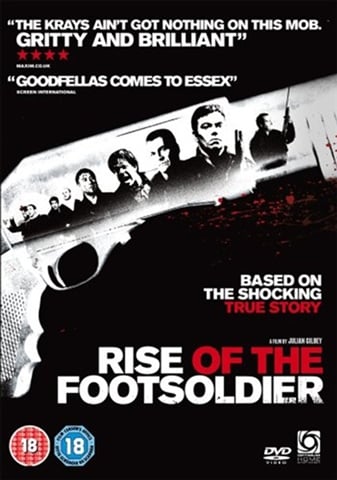 “THE KRAYS AIN'T GOT NOTHING ON THIS MOB.
GRITTY AND BRILLIANT”
MAXIM.CO.UK
“GOODFELLAS COMES TO ESSEX”
SCREEN INTERNATIONAL
BASED ON
THE SHOCKING
TRUE STORY
A FILM BY JULIAN GILBEY
RISE OF THE
FOOTSOLDIER
18
18
DVD
VIDEO
OPTIMUM
HOME